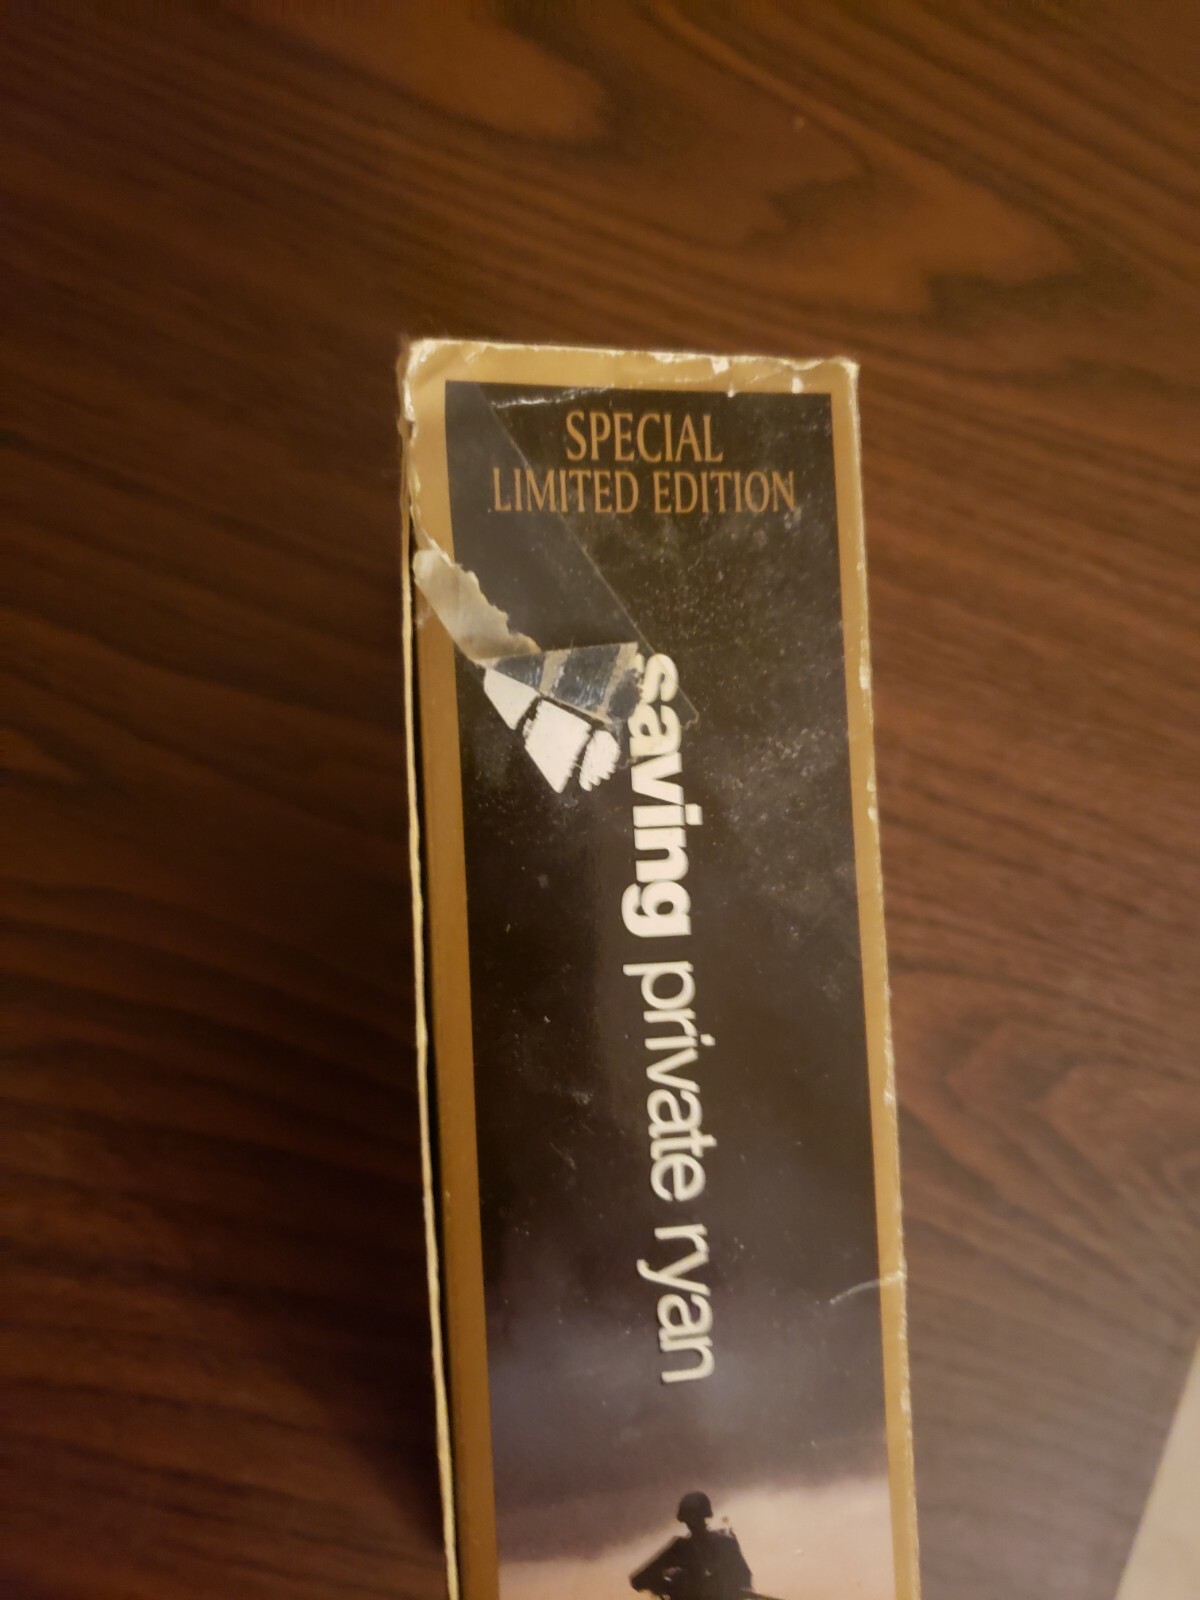 SPECIAL
LIMITED EDITION
saving private ryan